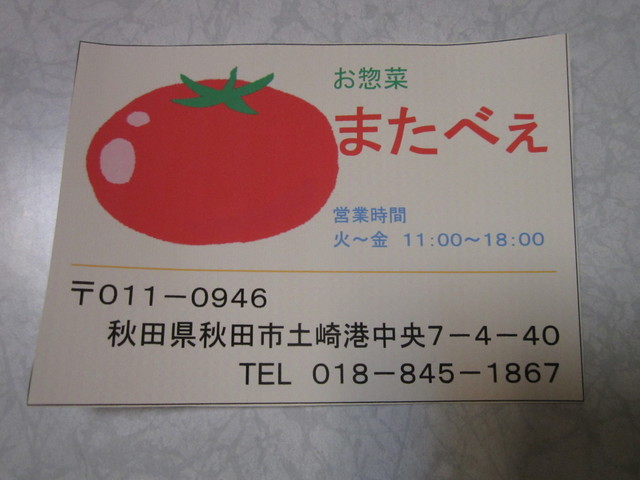 お惣菜
またべぇ
営業時間
火～金 11:00～18:00
〒011－0946
秋田県秋田市土崎港中央7－4－40
TEL 018－845－1867